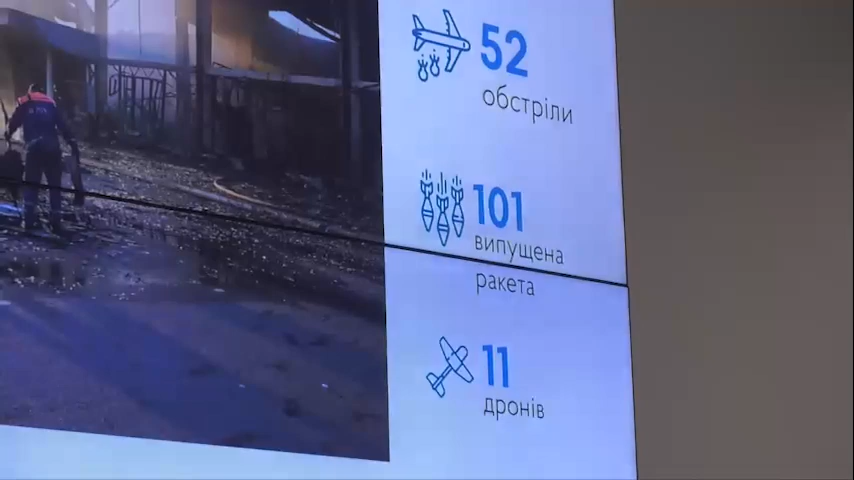 52
обстріли
101
випущена
ракета
11
дронів